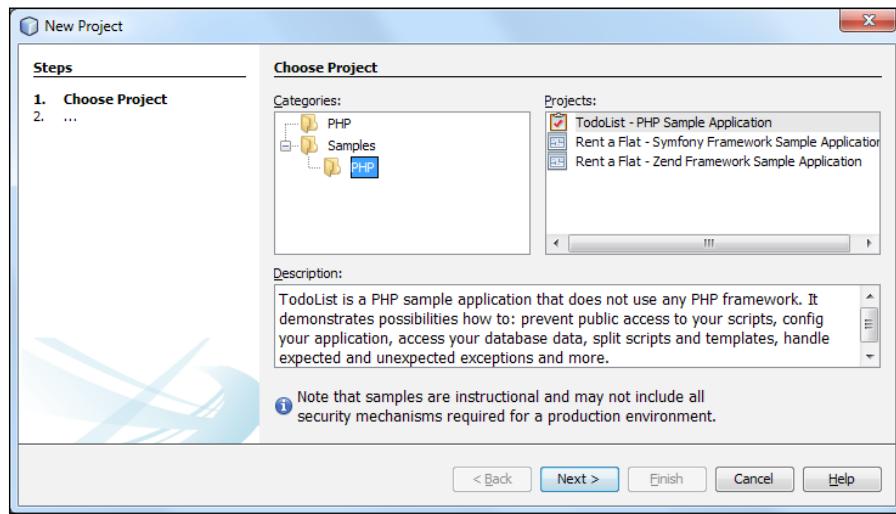 New Project
Steps
1. Choose Project
2. ...
Choose Project
Categories:
PHP
Samples
PHP
Projects:
TodoList - PHP Sample Application
Rent a Flat - Symfony Framework Sample Application
Rent a Flat - Zend Framework Sample Application
Description:
TodoList is a PHP sample application that does not use any PHP framework. It
demonstrates possibilities how to: prevent public access to your scripts, config
your application, access your database data, split scripts and templates, handle
expected and unexpected exceptions and more.
Note that samples are instructional and may not include all
security mechanisms required for a production environment.
< Back
Next >
Finish
Cancel
Help